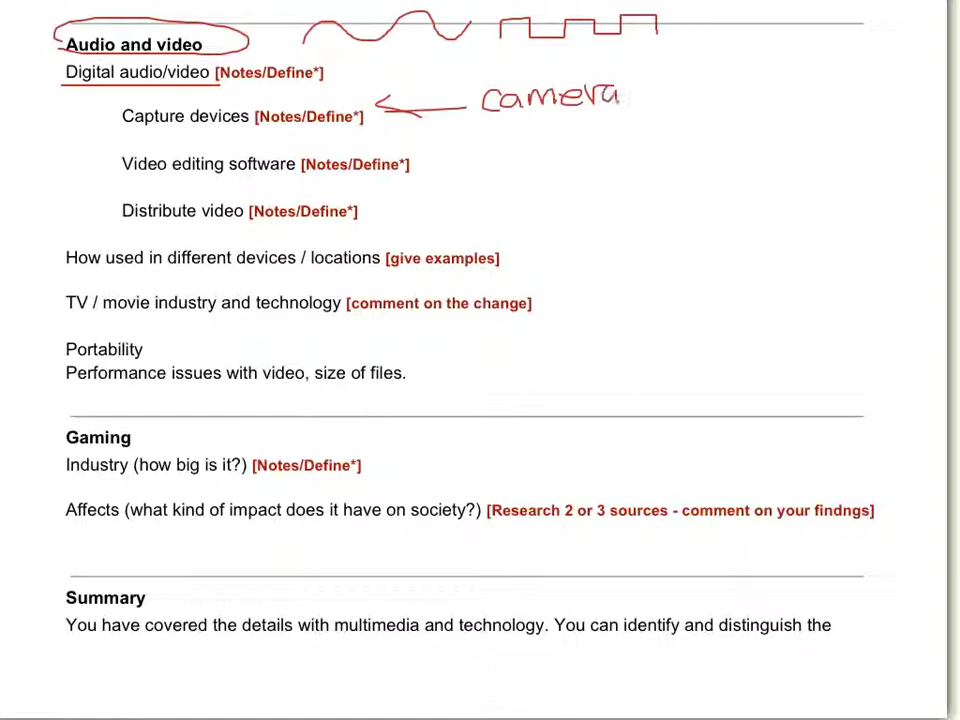 Audio and video
Digital audio/video [Notes/Define*]
Capture devices [Notes/Define*] camera
Video editing software [Notes/Define*]
Distribute video [Notes/Define*]
How used in different devices / locations [give examples]
TV / movie industry and technology [comment on the change]
Portability
Performance issues with video, size of files.
Gaming
Industry (how big is it?) [Notes/Define*]
Affects (what kind of impact does it have on society?) [Research 2 or 3 sources - comment on your findngs]
Summary
You have covered the details with multimedia and technology. You can identify and distinguish the